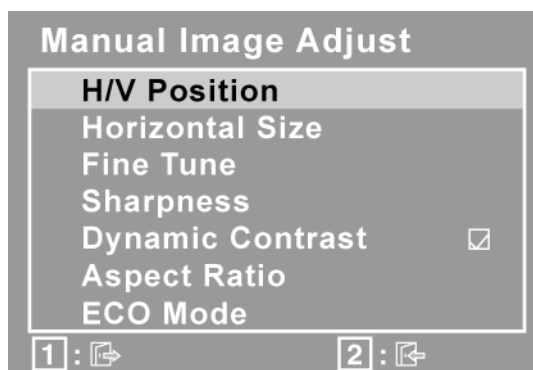 Manual Image Adjust
H/V Position
Horizontal Size
Fine Tune
Sharpness
Dynamic Contrast
Aspect Ratio
ECO Mode
1 : 2 :